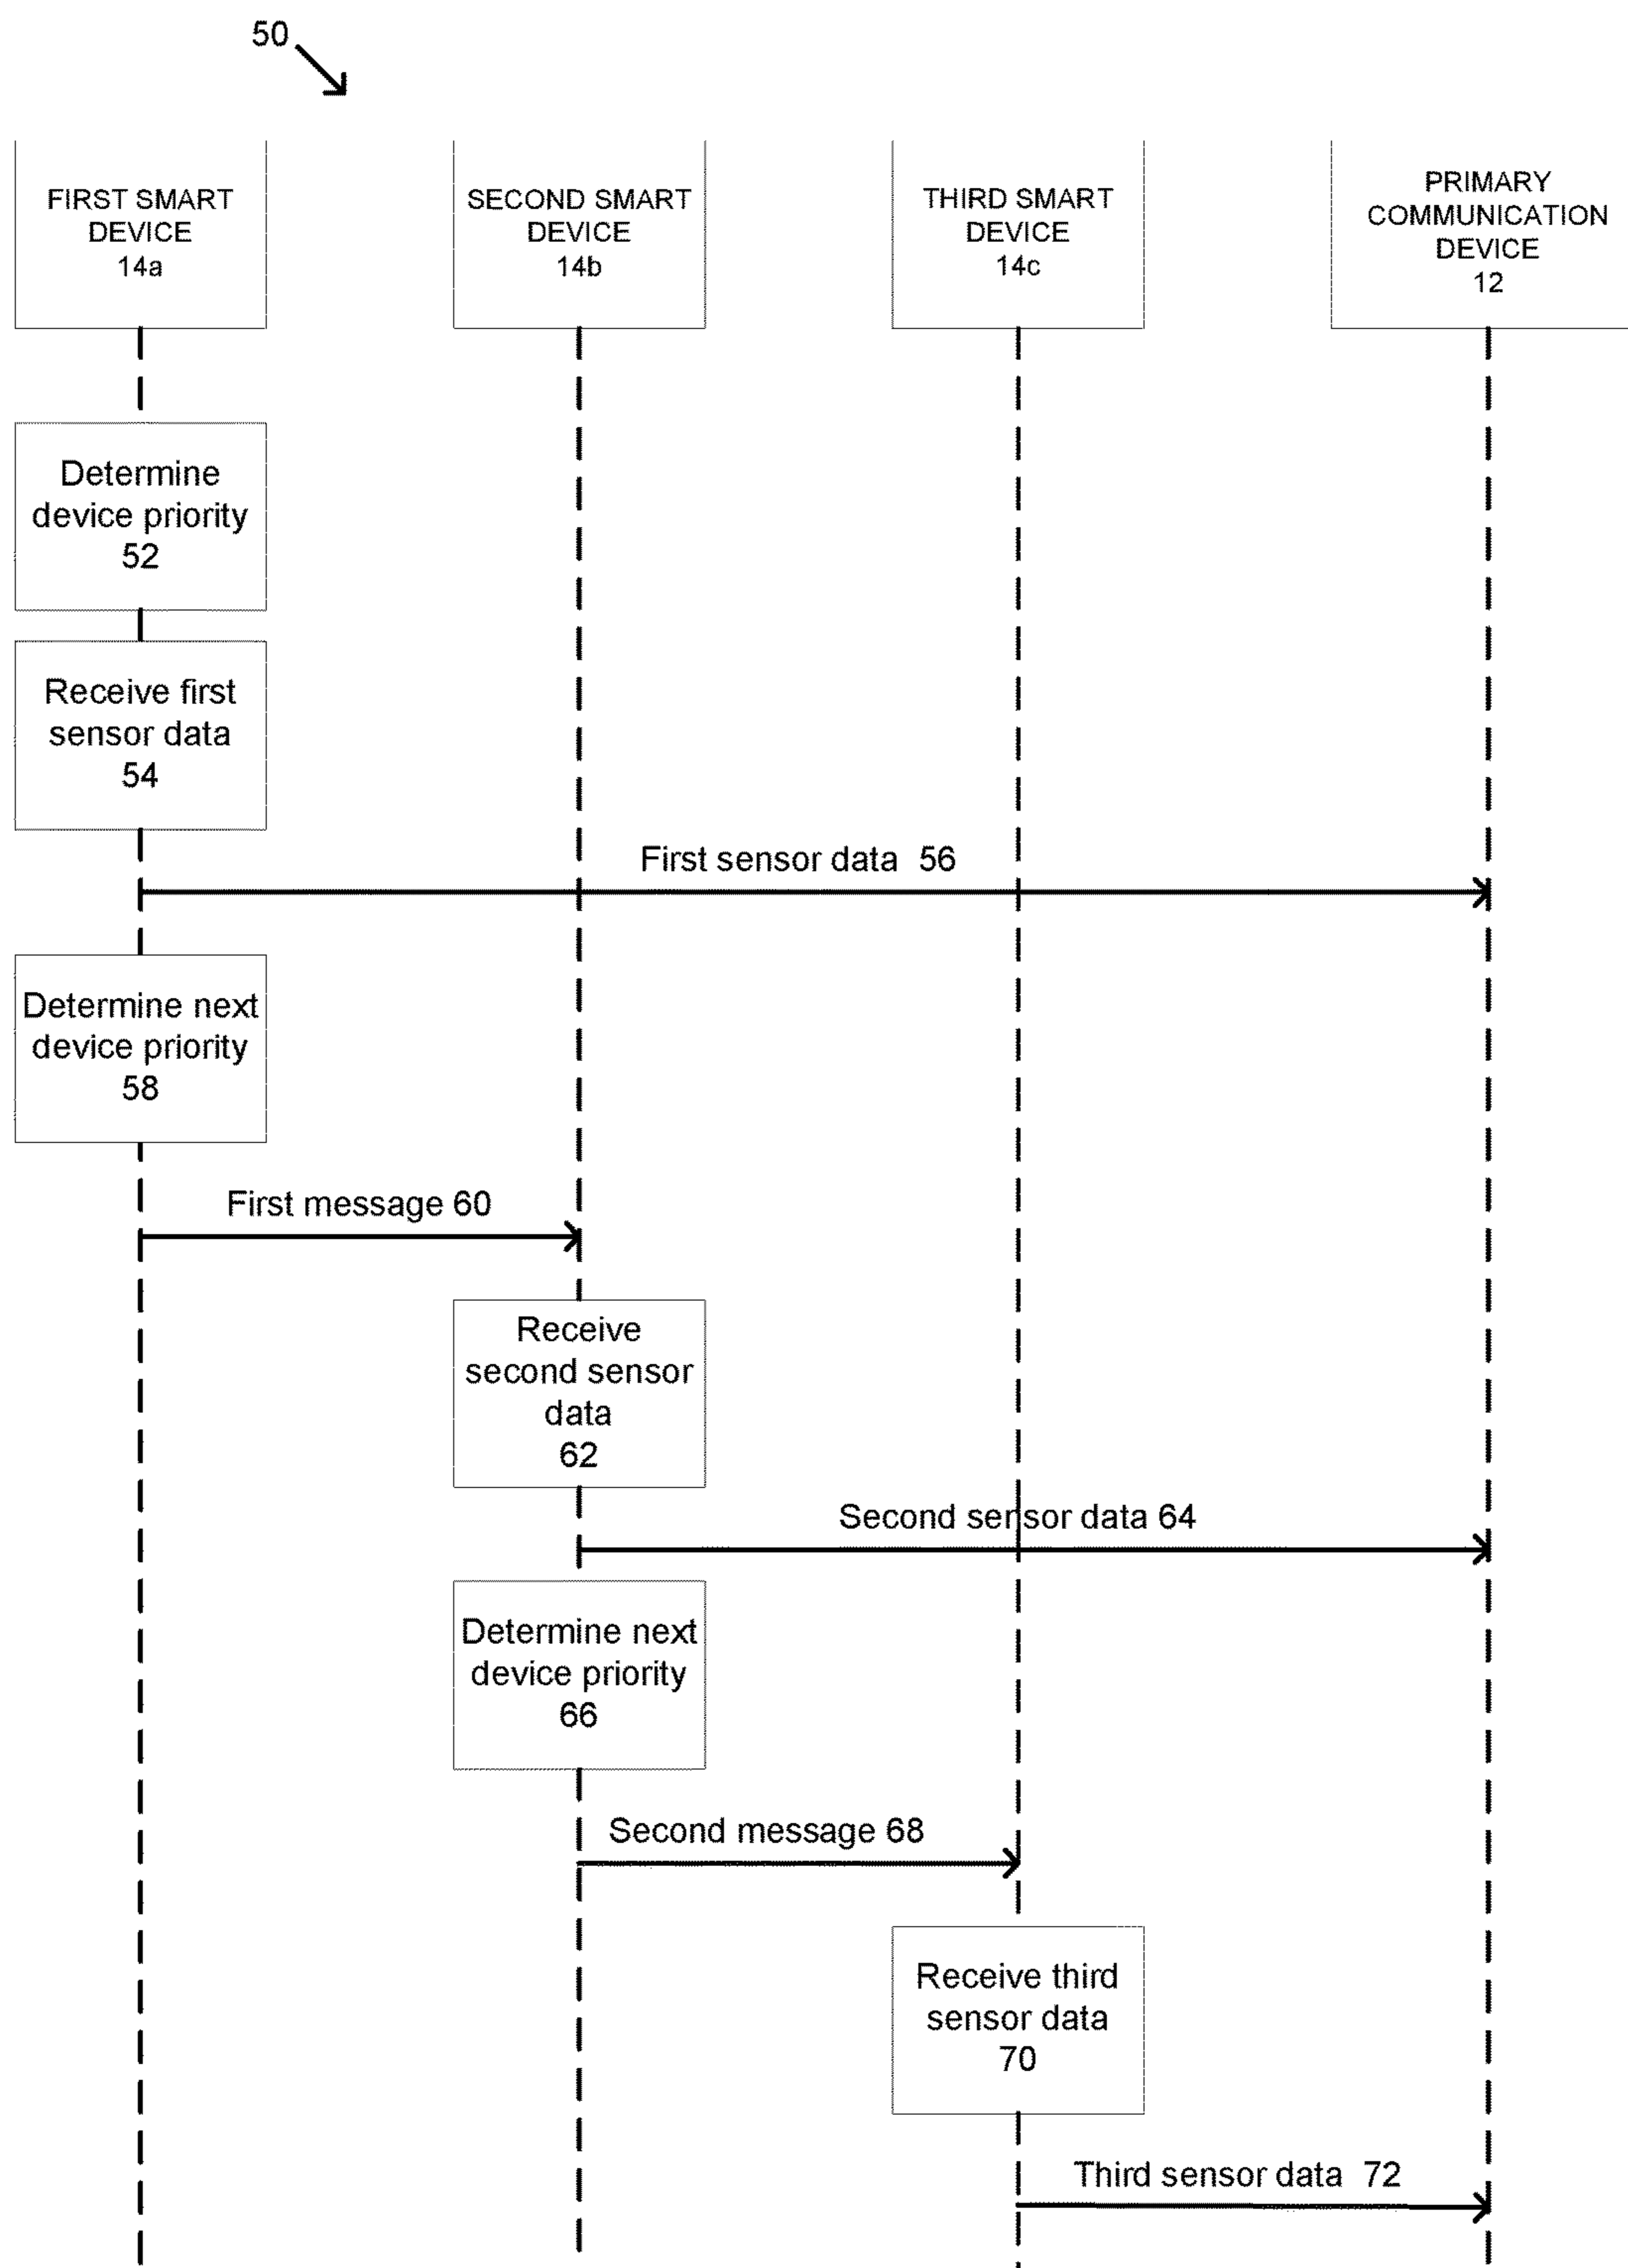 50
FIRST SMART
DEVICE
14a
SECOND SMART
DEVICE
14b
THIRD SMART
DEVICE
14c
PRIMARY
COMMUNICATION
DEVICE
12
Determine
device priority
52
Receive first
sensor data
54
First sensor data 56
Determine next
device priority
58
First message 60
Receive
second sensor
data
62
Second sensor data 64
Determine next
device priority
66
Second message 68
Receive third
sensor data
70
Third sensor data 72